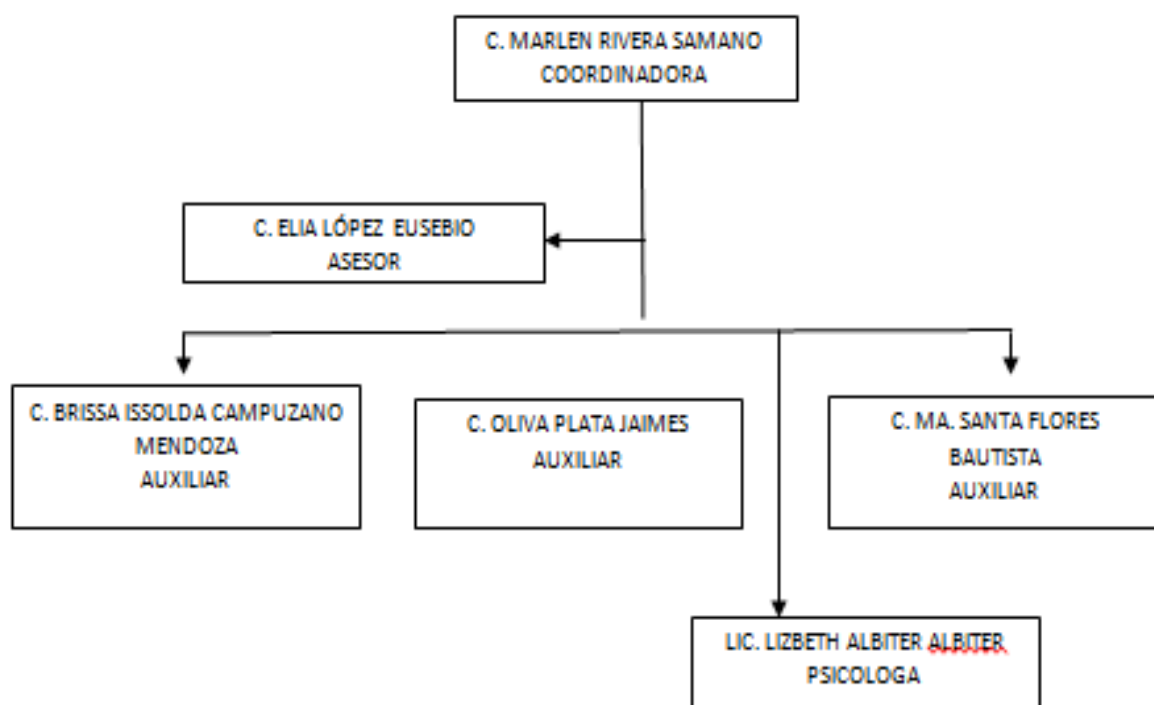 C. MARLEN RIVERA SAMANO
COORDINADORA
C. ELIA LÓPEZ EUSEBIO
ASESOR
C. BRISSA ISSOLDA CAMPUZANO
MENDOZA
AUXILIAR
C. OLIVA PLATA JAIMES
AUXILIAR
C. MA. SANTA FLORES
BAUTISTA
AUXILIAR
LIC. LIZBETH ALBITER ALBITER
PSICOLOGA